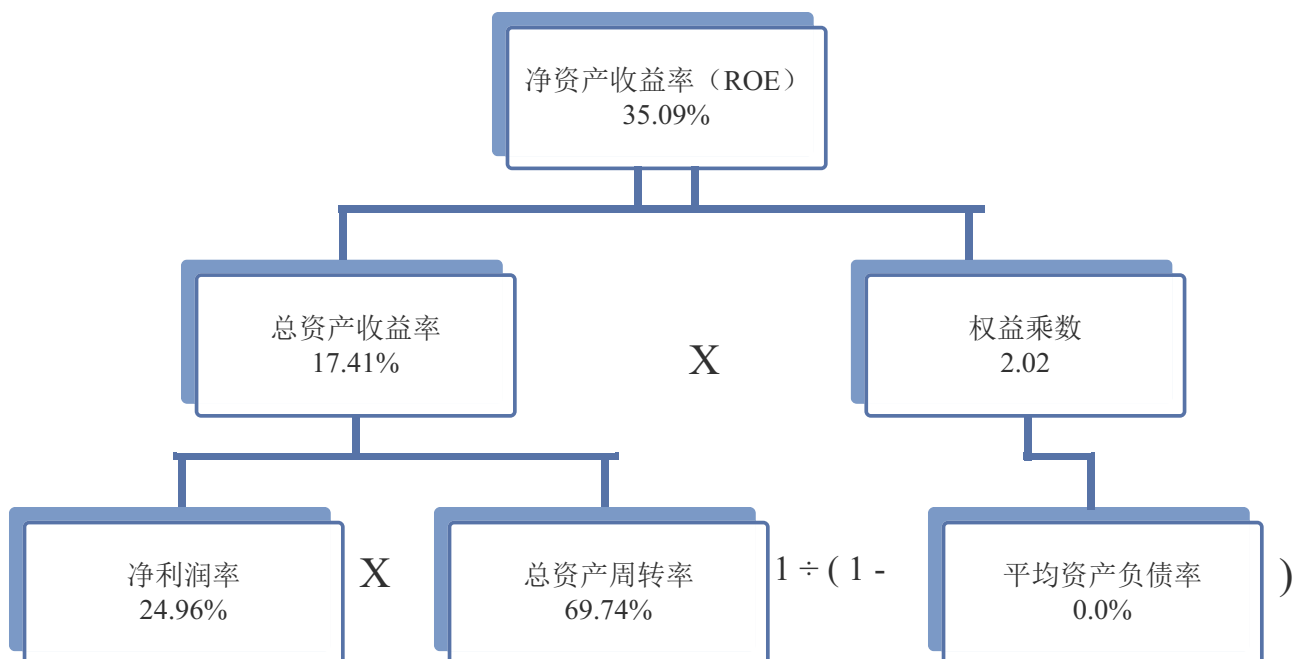 净资产收益率（ROE）
35.09%
总资产收益率
17.41%
X
权益乘数
2.02
净利润率
24.96%
X
总资产周转率
69.74%
1 ÷ ( 1 -
平均资产负债率
0.0%
)